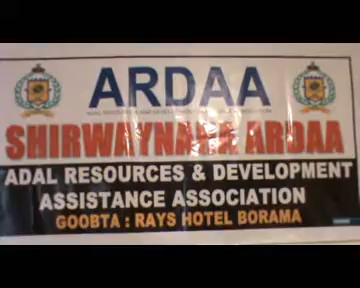 ARDAA
SHIRWAYNAHA ARDAA
ADAL RESOURCES & DEVELOPMENT
ASSISTANCE ASSOCIATION
GOOBTA : RAYS HOTEL BORAMA